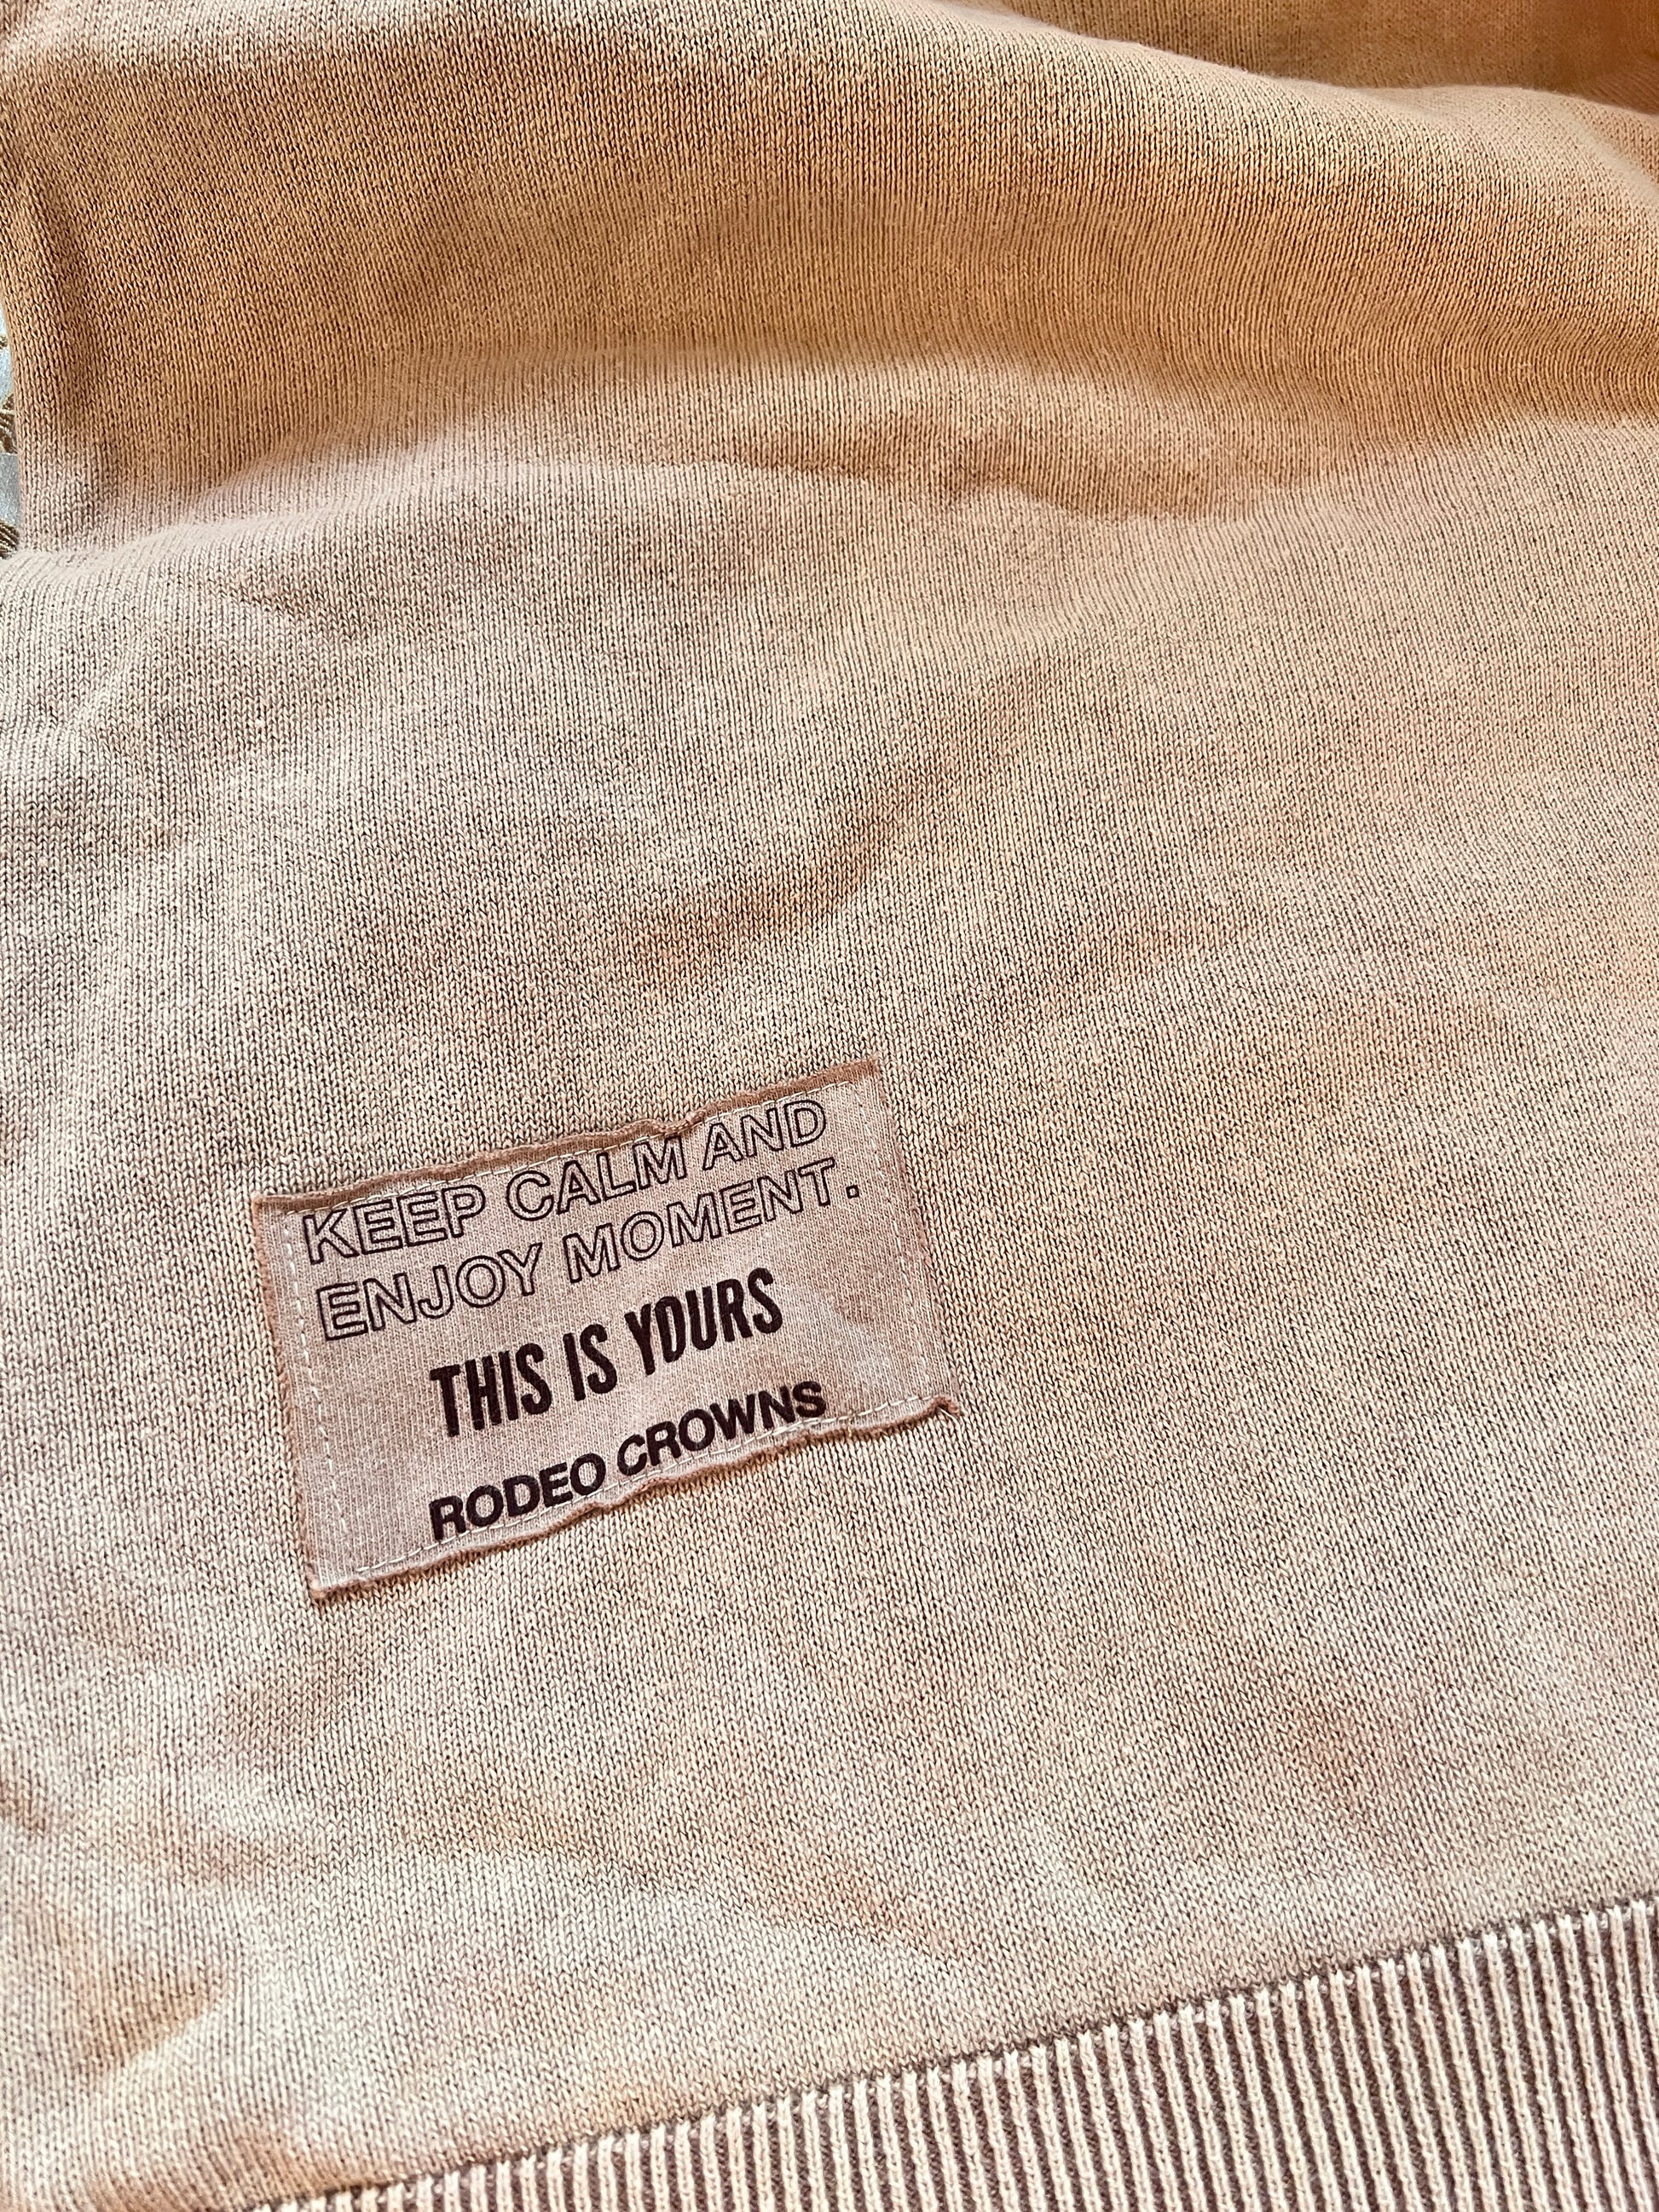 KEEP CALM AND
ENJOY MOMENT.
THIS IS YOURS
RODEO CROWNS